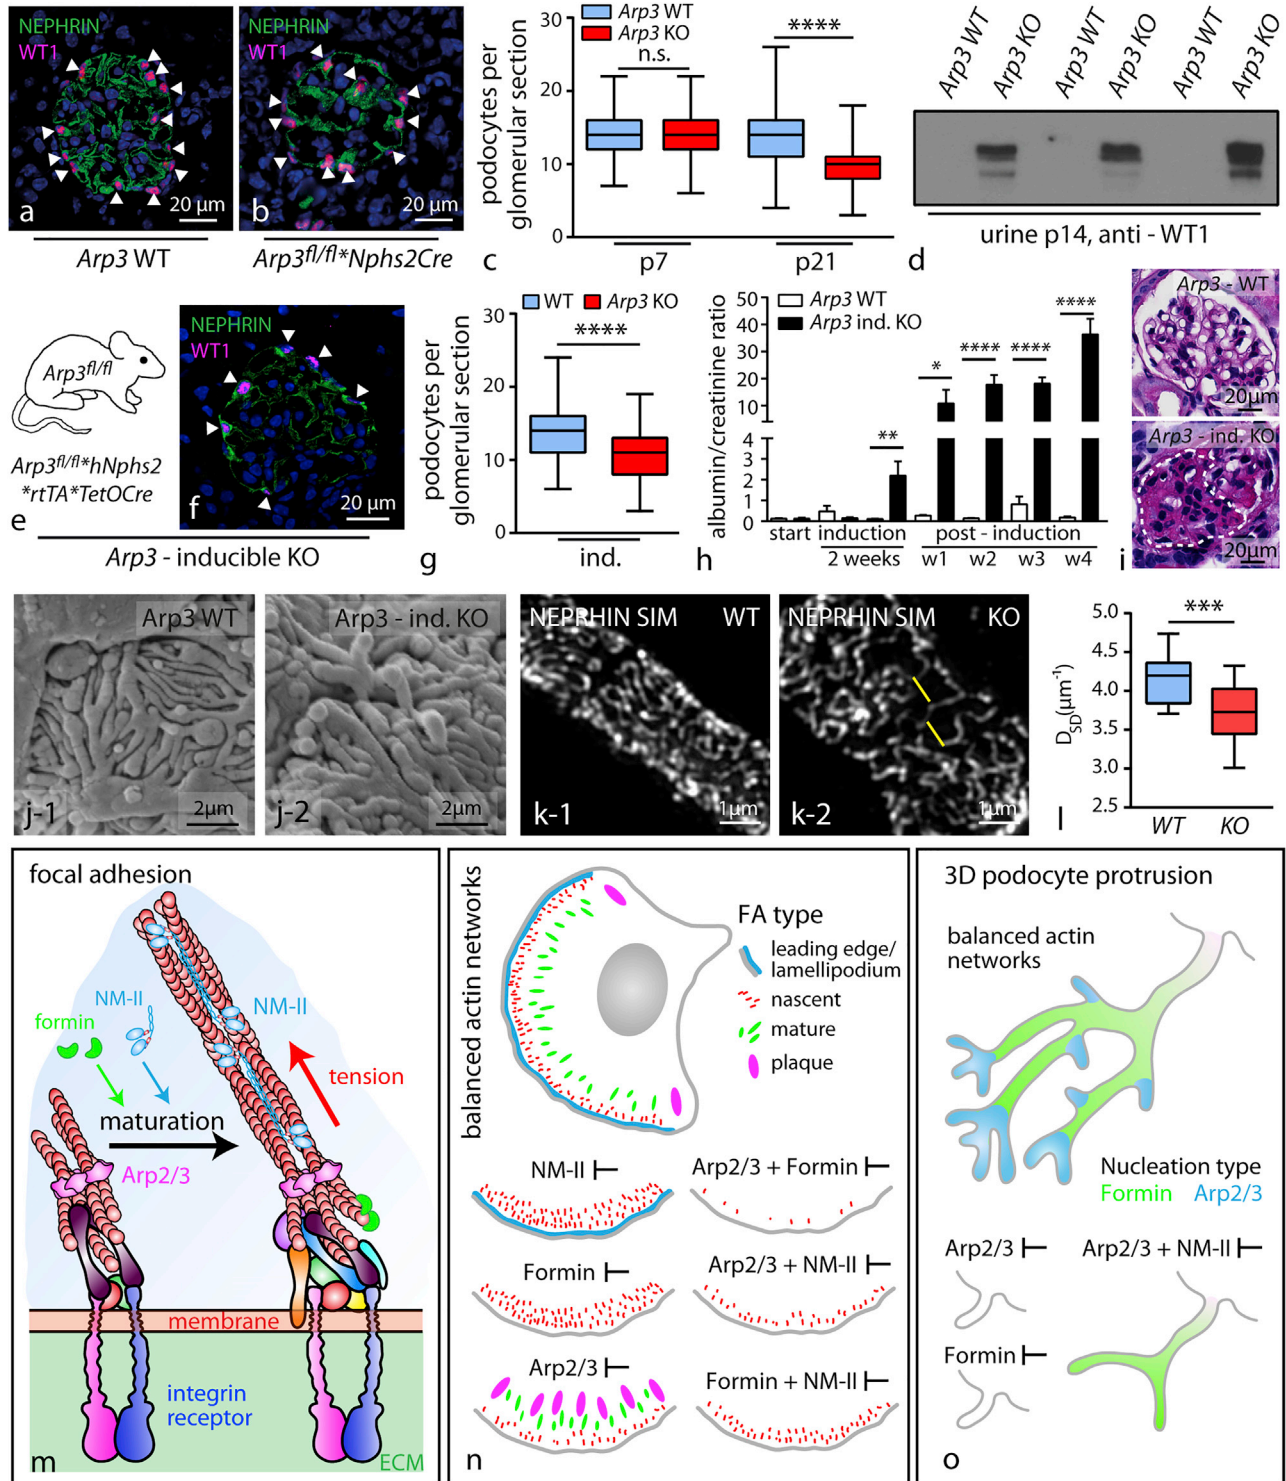 NEPHRIN
WT1
a
20 µm
Arp3 WT
NEPHRIN
WT1
b
20 µm
Arp3fl/fl*Nphs2Cre
Arp3 WT
Arp3 KO
podocytes per
glomerular section
30
20
10
0
n.s.
****
p7
p21
c
Arp3 WT
Arp3 KO
Arp3 WT
Arp3 KO
Arp3 WT
Arp3 KO
urine p14, anti - WT1
d
Arp3fl/fl
Arp3fl/fl*hNphs2
*rtTA*TetOCre
e
NEPHRIN
WT1
f
20 µm
Arp3 - inducible KO
WT
Arp3 KO
podocytes per
glomerular section
30
20
10
0
****
ind.
g
albumin/creatinine ratio
50
40
30
20
10
4
3
2
1
0
Arp3 WT
Arp3 ind. KO
**
*
****
****
****
start
induction
2 weeks
post - induction
w1
w2
w3
w4
h
Arp3 - WT
20µm
Arp3 - ind. KO
20µm
i
Arp3 WT
j-1
2µm
Arp3 - ind. KO
j-2
2µm
NEPRHIN SIM
WT
k-1
1µm
NEPRHIN SIM
KO
k-2
1µm
DSD(µm-1)
5.0
4.5
4.0
3.5
3.0
2.5
***
WT
KO
l
focal adhesion
NM-II
formin
NM-II
tension
maturation
Arp2/3
membrane
integrin
receptor
ECM
m
balanced actin networks
FA type
leading edge/
lamellipodium
nascent
mature
plaque
NM-II
Arp2/3 + Formin
Formin
Arp2/3 + NM-II
Arp2/3
Formin + NM-II
n
3D podocyte protrusion
balanced actin
networks
Nucleation type
Formin
Arp2/3
Arp2/3
Arp2/3 + NM-II
Formin
o